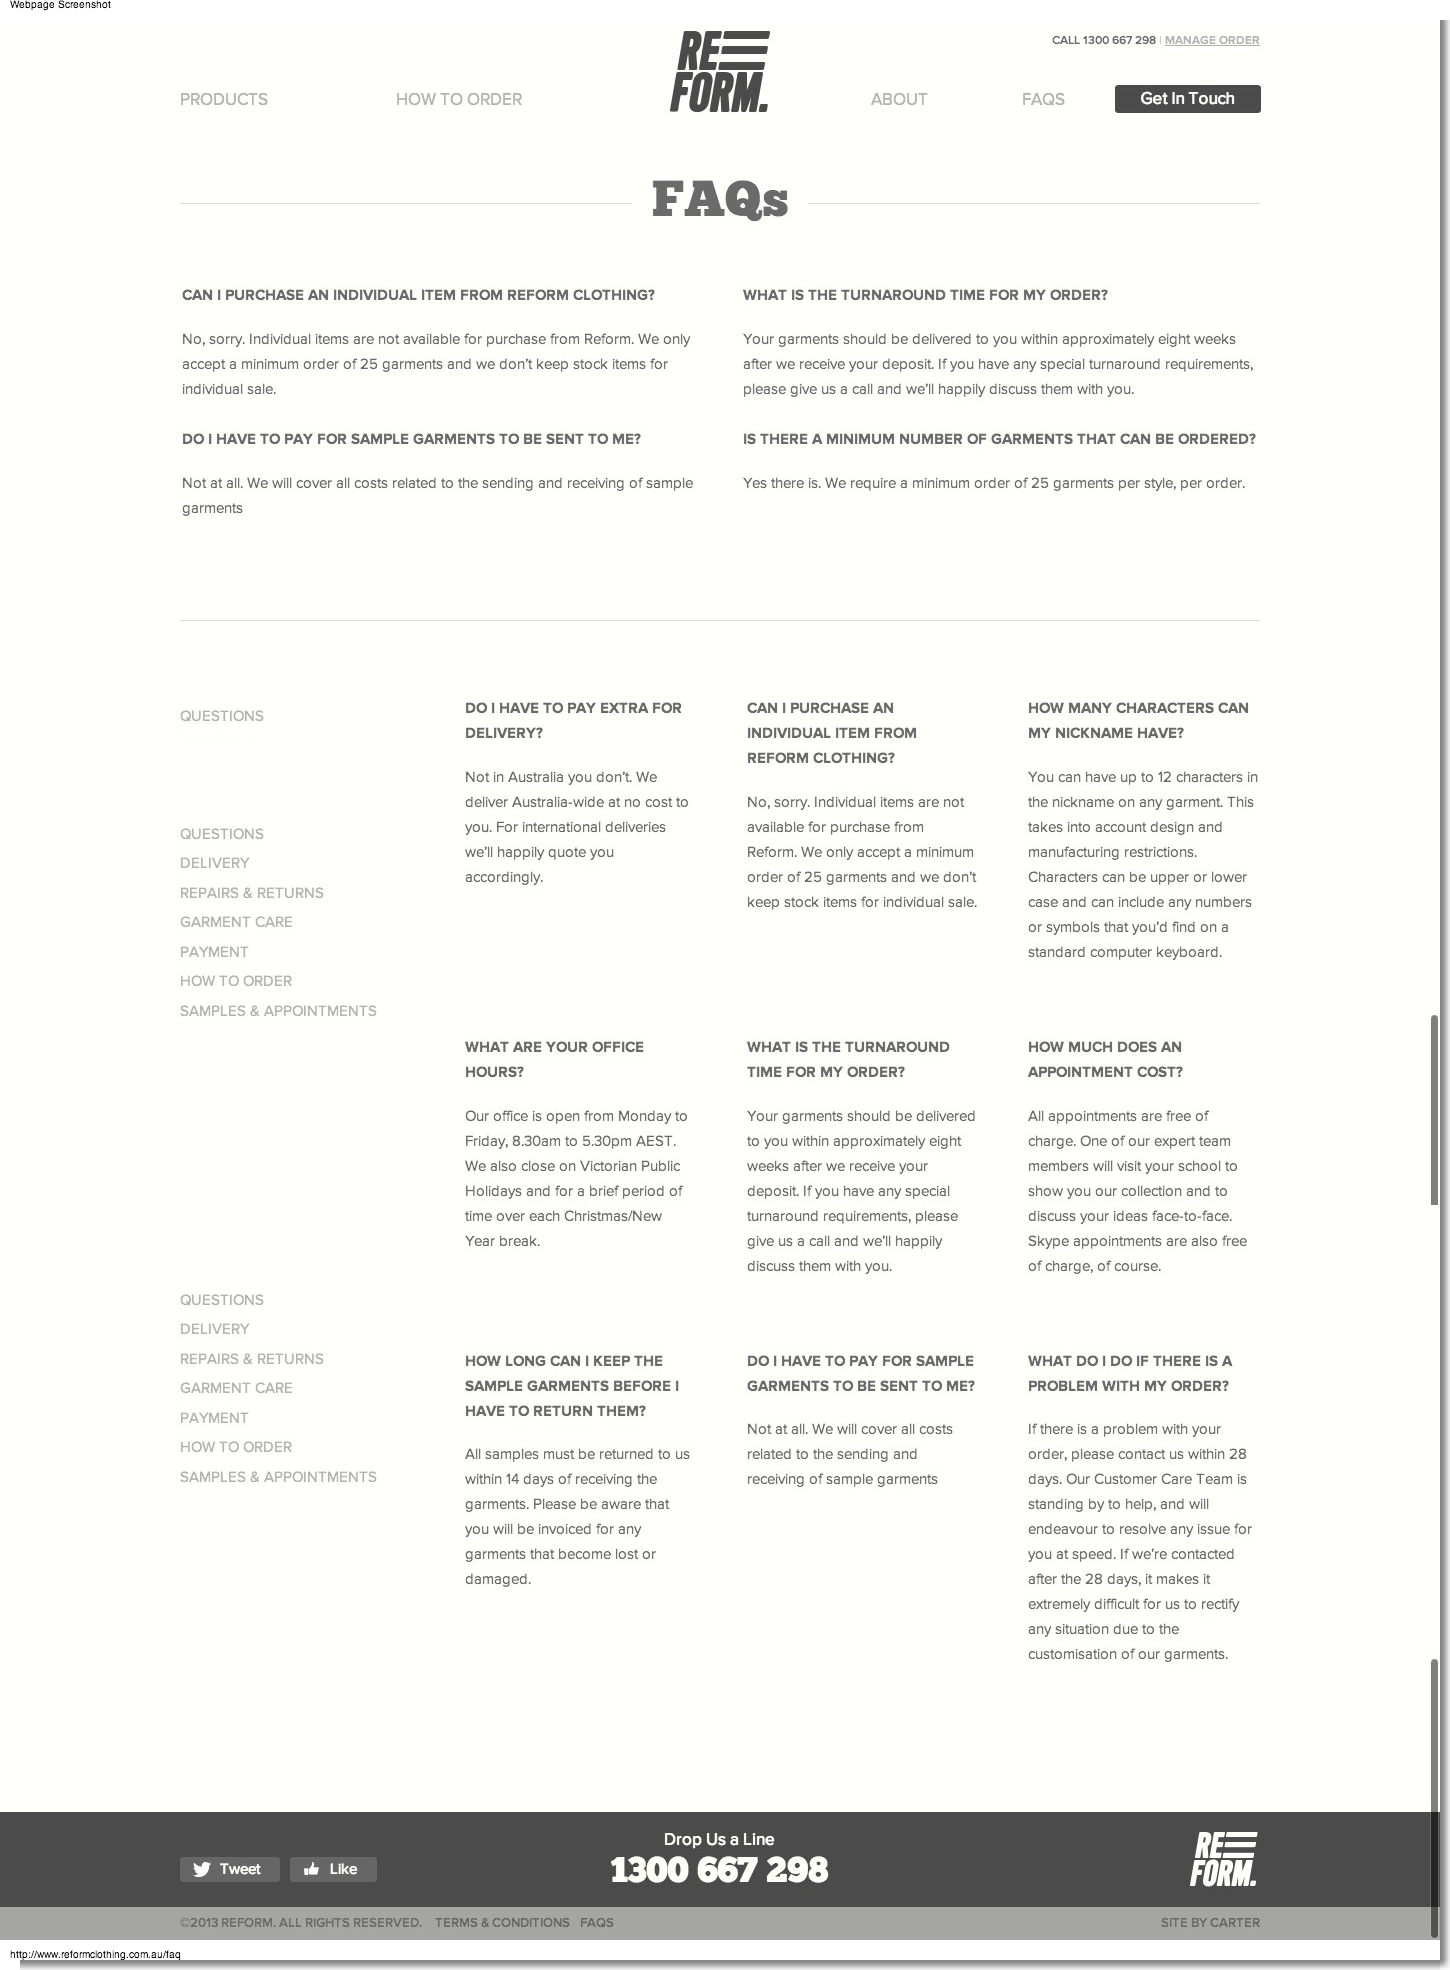 Webpage Screenshot
CALL 1300 667 298 | MANAGE ORDER
RE
FORM.
PRODUCTS HOW TO ORDER ABOUT FAQS Get In Touch
FAQs
CAN I PURCHASE AN INDIVIDUAL ITEM FROM REFORM CLOTHING?
No, sorry. Individual items are not available for purchase from Reform. We only
accept a minimum order of 25 garments and we don't keep stock items for
individual sale.
WHAT IS THE TURNAROUND TIME FOR MY ORDER?
Your garments should be delivered to you within approximately eight weeks
after we receive your deposit. If you have any special turnaround requirements,
please give us a call and we'll happily discuss them with you.
DO I HAVE TO PAY FOR SAMPLE GARMENTS TO BE SENT TO ME?
Not at all. We will cover all costs related to the sending and receiving of sample
garments
IS THERE A MINIMUM NUMBER OF GARMENTS THAT CAN BE ORDERED?
Yes there is. We require a minimum order of 25 garments per style, per order.
QUESTIONS
QUESTIONS
DELIVERY
REPAIRS & RETURNS
GARMENT CARE
PAYMENT
HOW TO ORDER
SAMPLES & APPOINTMENTS
QUESTIONS
DELIVERY
REPAIRS & RETURNS
GARMENT CARE
PAYMENT
HOW TO ORDER
SAMPLES & APPOINTMENTS
DO I HAVE TO PAY EXTRA FOR
DELIVERY?
Not in Australia you don't. We
deliver Australia-wide at no cost to
you. For international deliveries
we'll happily quote you
accordingly.
CAN I PURCHASE AN
INDIVIDUAL ITEM FROM
REFORM CLOTHING?
No, sorry. Individual items are not
available for purchase from
Reform. We only accept a minimum
order of 25 garments and we don't
keep stock items for individual sale.
HOW MANY CHARACTERS CAN
MY NICKNAME HAVE?
You can have up to 12 characters in
the nickname on any garment. This
takes into account design and
manufacturing restrictions.
Characters can be upper or lower
case and can include any numbers
or symbols that you'd find on a
standard computer keyboard.
WHAT ARE YOUR OFFICE
HOURS?
Our office is open from Monday to
Friday, 8.30am to 5.30pm AEST.
We also close on Victorian Public
Holidays and for a brief period of
time over each Christmas/New
Year break.
WHAT IS THE TURNAROUND
TIME FOR MY ORDER?
Your garments should be delivered
to you within approximately eight
weeks after we receive your
deposit. If you have any special
turnaround requirements, please
give us a call and we'll happily
discuss them with you.
HOW MUCH DOES AN
APPOINTMENT COST?
All appointments are free of
charge. One of our expert team
members will visit your school to
show you our collection and to
discuss your ideas face-to-face.
Skype appointments are also free
of charge, of course.
HOW LONG CAN I KEEP THE
SAMPLE GARMENTS BEFORE I
HAVE TO RETURN THEM?
All samples must be returned to us
within 14 days of receiving the
garments. Please be aware that
you will be invoiced for any
garments that become lost or
damaged.
DO I HAVE TO PAY FOR SAMPLE
GARMENTS TO BE SENT TO ME?
Not at all. We will cover all costs
related to the sending and
receiving of sample garments
WHAT DO I DO IF THERE IS A
PROBLEM WITH MY ORDER?
If there is a problem with your
order, please contact us within 28
days. Our Customer Care Team is
standing by to help, and will
endeavour to resolve any issue for
you at speed. If we're contacted
after the 28 days, it makes it
extremely difficult for us to rectify
any situation due to the
customisation of our garments.
Tweet Like
Drop Us a Line
1300 667 298
RE
FORM.
©2013 REFORM. ALL RIGHTS RESERVED. TERMS & CONDITIONS FAQS SITE BY CARTER
http://www.reformclothing.com.au/faq